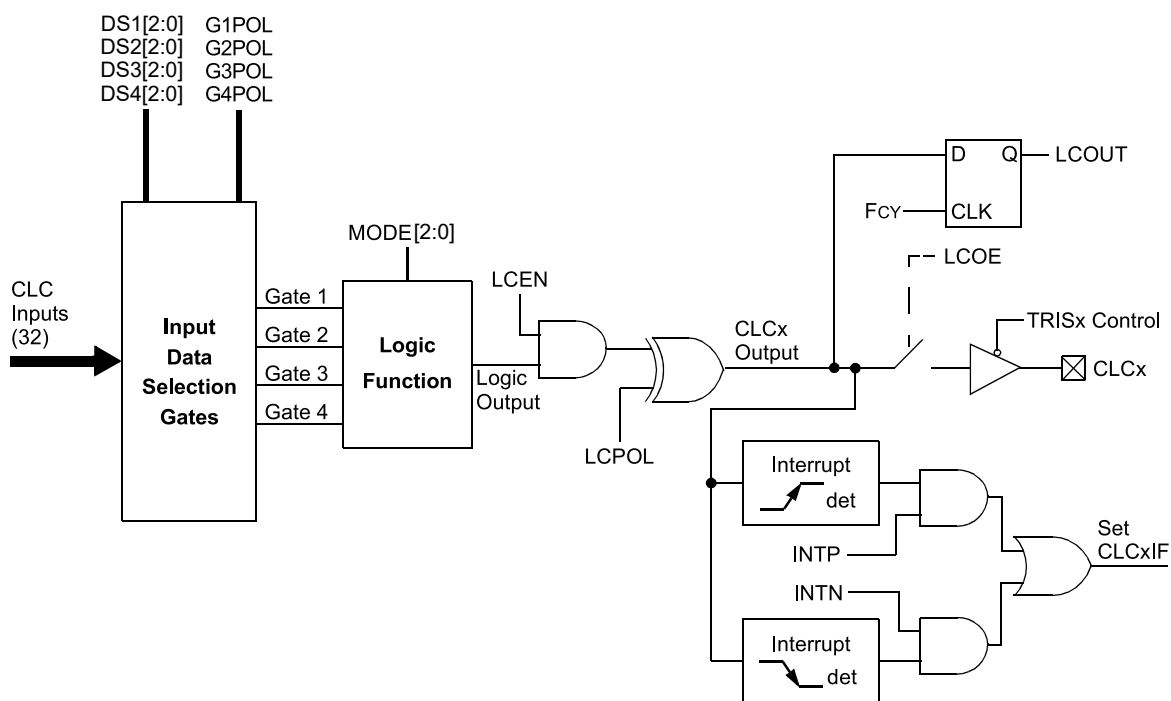 DS1[2:0] G1POL
DS2[2:0] G2POL
DS3[2:0] G3POL
DS4[2:0] G4POL
D Q LCOUT
FCY CLK
MODE[2:0]
LCOE
LCEN
CLC
Inputs
(32)
Input
Data
Selection
Gates
Gate 1
Gate 2
Gate 3
Gate 4
Logic
Function
Logic
Output
CLCx
Output
TRISx Control
CLCx
LCPOL
Interrupt
det
INTP
Set
CLCxIF
INTN
Interrupt
det